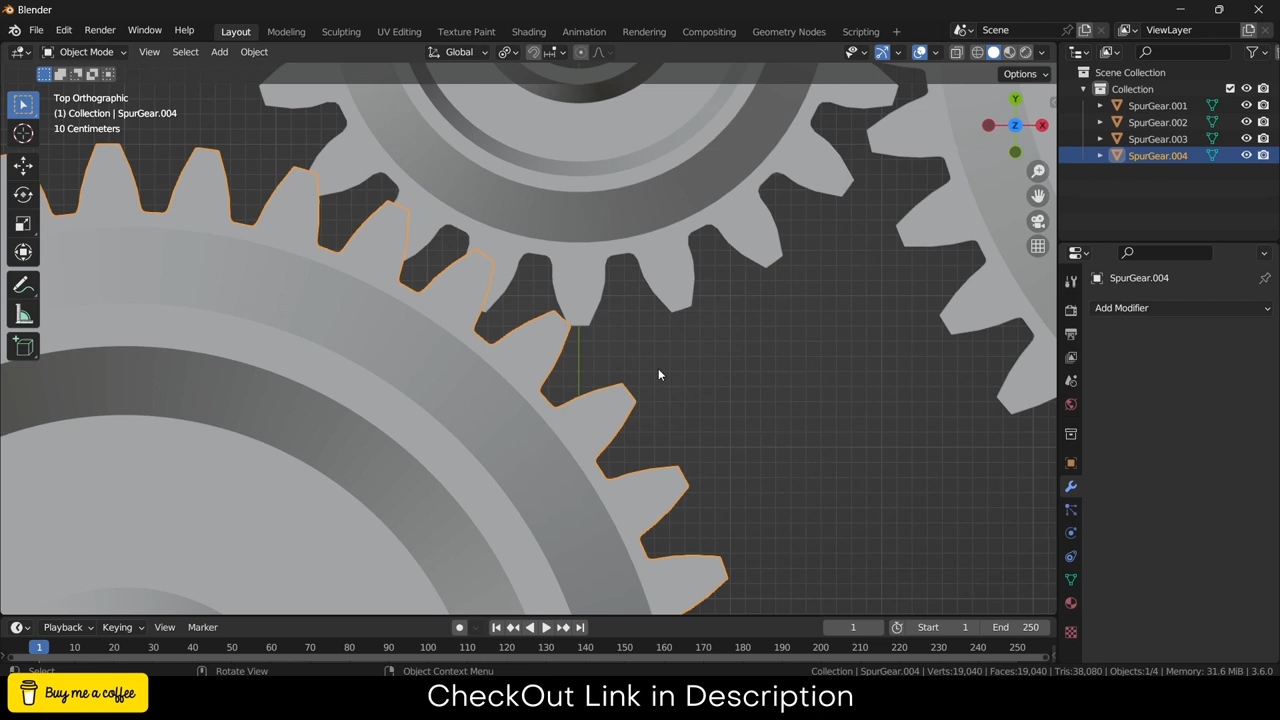 Blender
File Edit Render Window Help
Layout Modeling Sculpting UV Editing Texture Paint Shading Animation Rendering Compositing Geometry Nodes Scripting +
Scene
ViewLayer
Object Mode View Select Add Object
Global
Options
Top Orthographic
(1) Collection | SpurGear.004
10 Centimeters
Y
Z
X
Scene Collection
Collection
SpurGear.001
SpurGear.002
SpurGear.003
SpurGear.004
SpurGear.004
Add Modifier
Playback Keying View Marker
1
Start 1 End 250
1 10 20 30 40 50 60 70 80 90 100 110 120 130 140 150 160 170 180 190 200 210 220 230 240 250
Select Rotate View Object Context Menu
Collection | SpurGear.004 | Verts:19,040 | Faces:19,040 | Tris:38,080 | Objects:1/4 | Memory: 31.6 MiB | 3.6.0
Buy me a coffee
CheckOut Link in Description